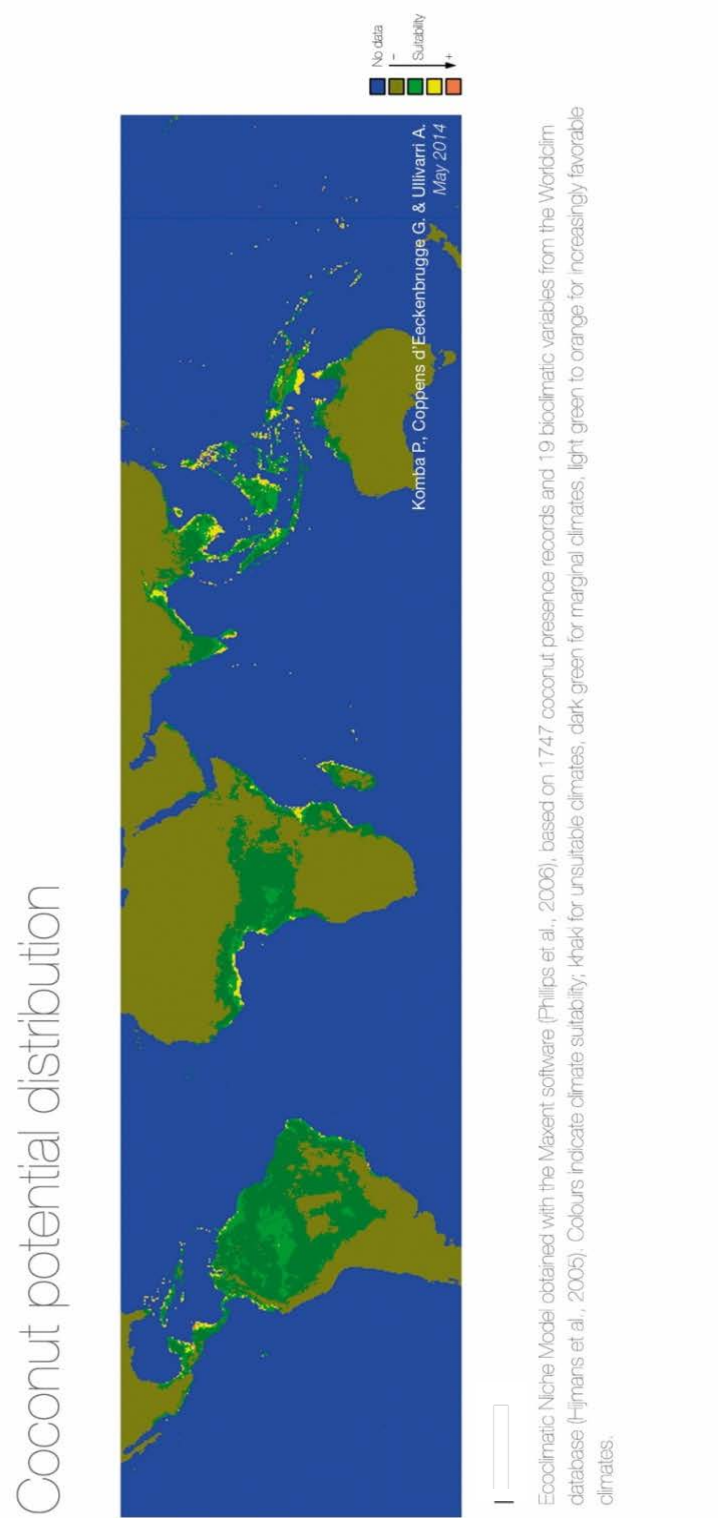 Coconut potential distribution
No data
-
Suitability
+
Komba P., Coppens d'Eeckenbrugge G. & Ullivarri A.
May 2014
Ecoclimatic Niche Model obtained with the Maxent software (Philips et al., 2006), based on 1747 coconut presence records and 19 bioclimatic variables from the Worldclim
database (Hijmans et al., 2005). Colours indicate climate suitability; khaki for unsuitable climates, dark green for marginal climates, light green to orange for increasingly favorable
climates.